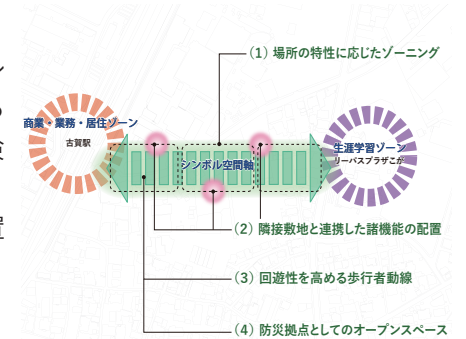 (1) 場所の特性に応じたゾーニング
商業・業務・居住ゾーン
古賀駅
シンボル空間軸
生涯学習ゾーン
リーパスプラザこが
(2) 隣接敷地と連携した諸機能の配置
(3) 回遊性を高める歩行者動線
(4) 防災拠点としてのオープンスペース